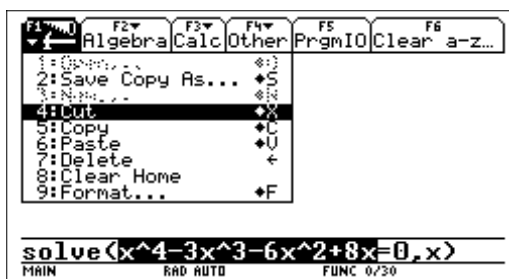 F1 F2 F3 F4 F5 F6
Algebra Calc Other PrgmIO Clear a-z...
1:Open...
2:Save Copy As... ◆S
3:New... ◆N
4:Cut ◆X
5:Copy ◆C
6:Paste ◆V
7:Delete ←
8:Clear Home
9:Format... ◆F
solve(x^4-3x^3-6x^2+8x=0,x)
MAIN RAD AUTO FUNC 0/30